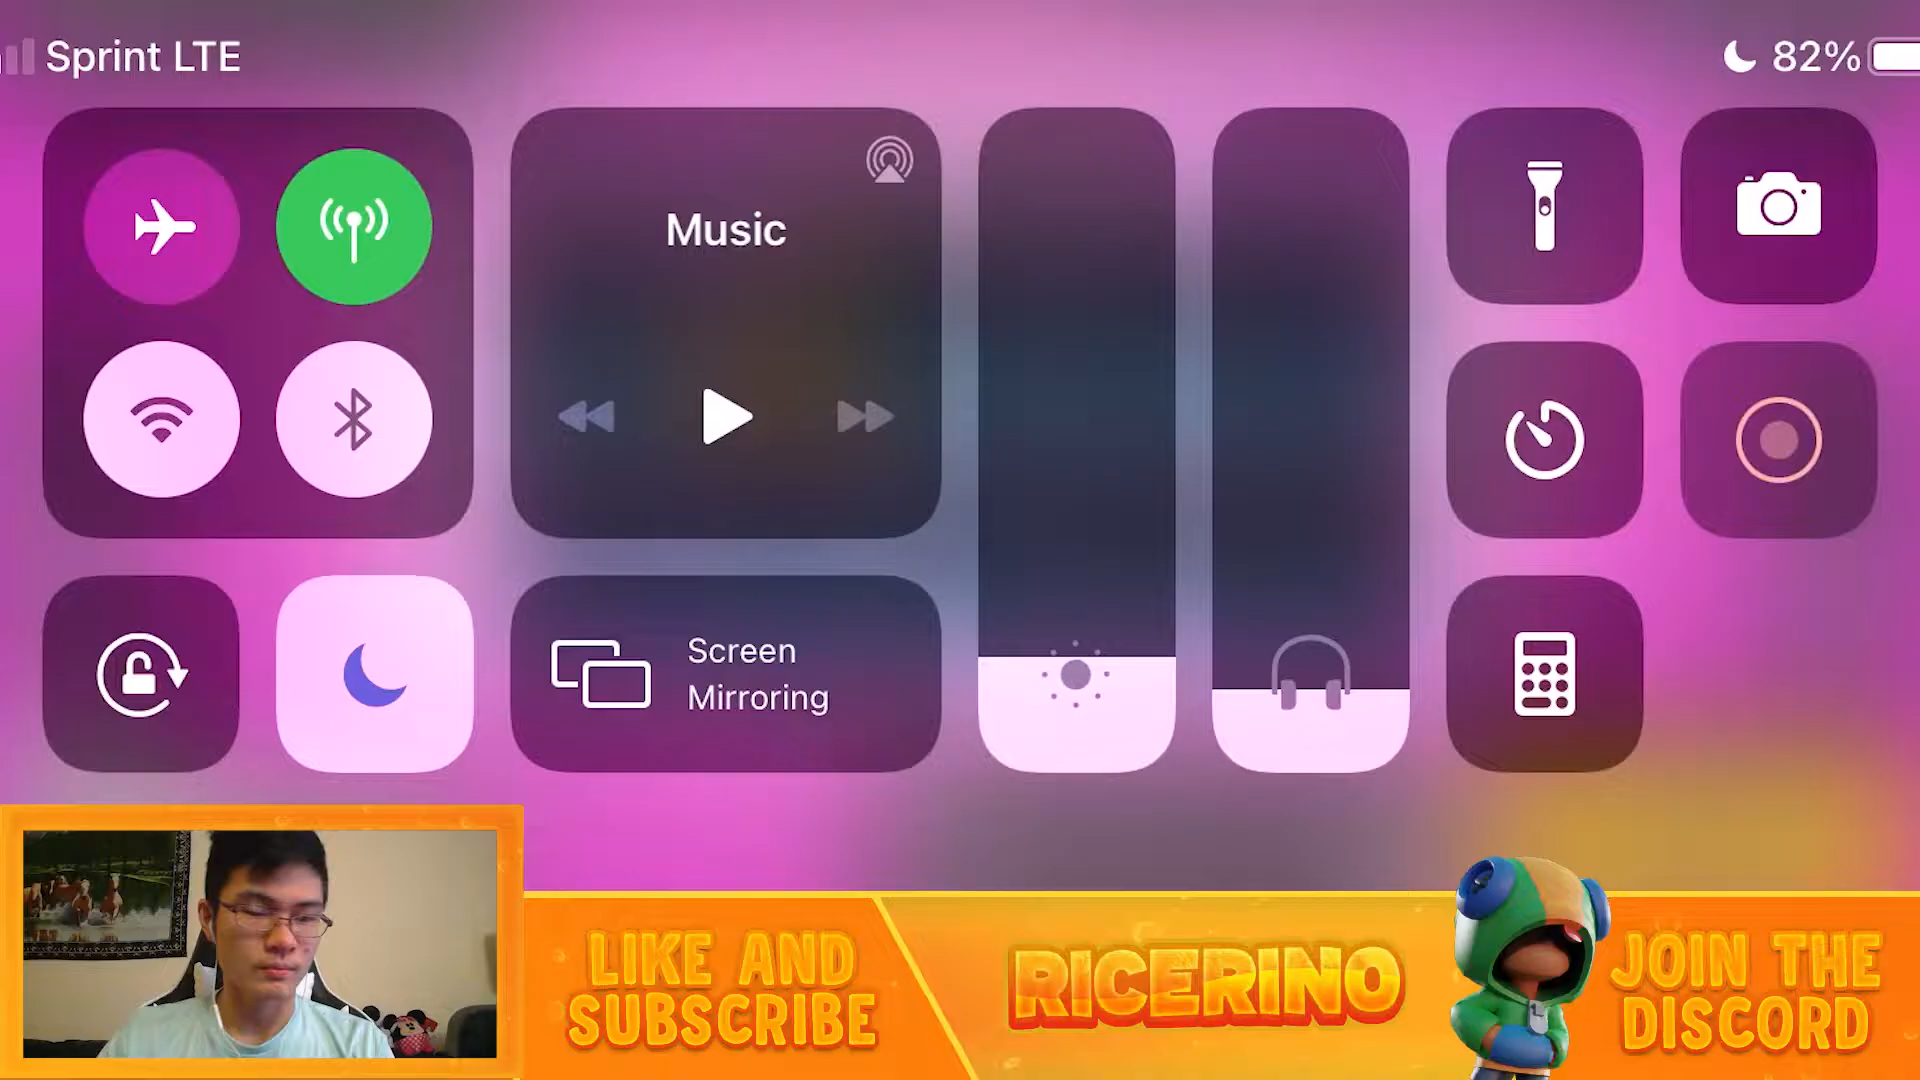 Sprint LTE
82%
Music
Screen
Mirroring
LIKE AND
SUBSCRIBE
RICERINO
JOIN THE
DISCORD